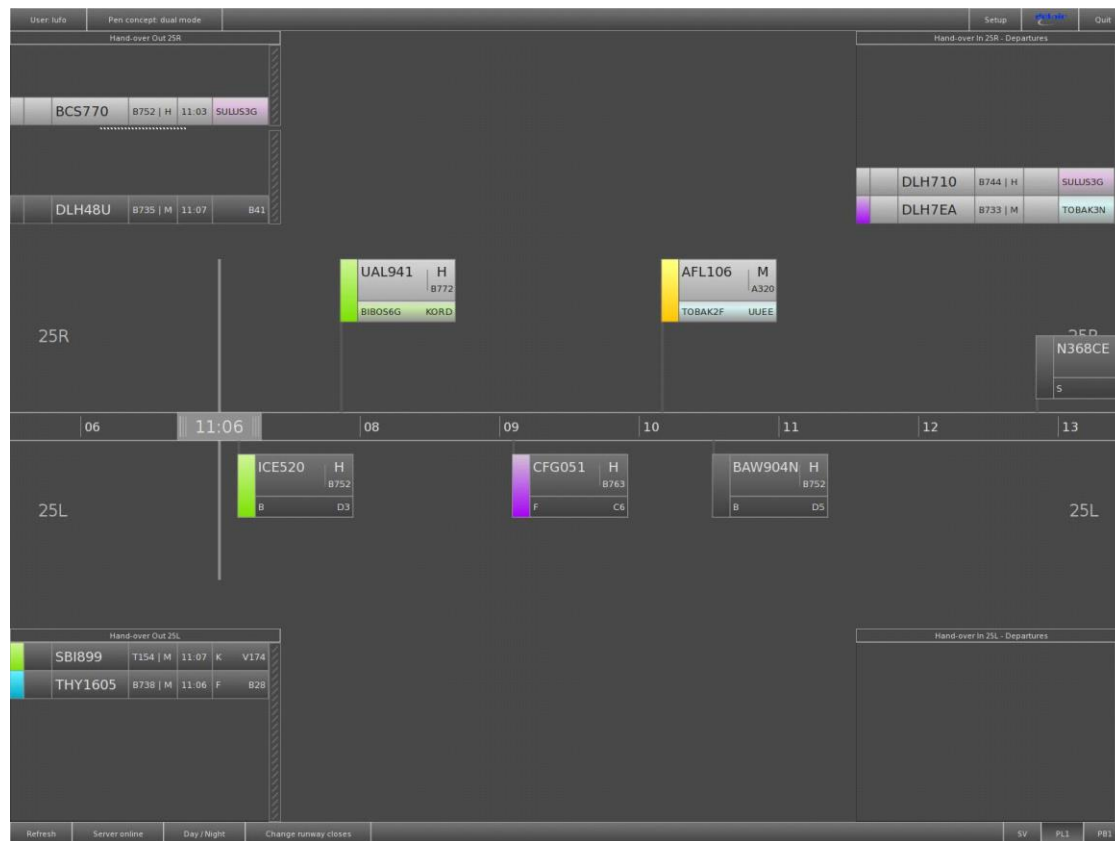 User: lufo Pen concept: dual mode Setup delair Quit
Hand-over Out 25R Hand-over In 25R - Departures
BCS770 B752 | H 11:03 SULUS3G
DLH710 B744 | H SULUS3G
DLH48U B735 | M 11:07 B41
DLH7EA B733 | M TOBAK3N
UAL941 H AFL106 M
B772 A320
BIBOS6G KORD TOBAK2F UUEE
25R 25R
N368CE
S
06 11:06 08 09 10 11 12 13
ICE520 H CFG051 H BAW904N H
B752 B763 B752
B D3 F C6 B D5
25L 25L
Hand-over Out 25L Hand-over In 25L - Departures
SBI899 T154 | M 11:07 K V174
THY1605 B738 | M 11:06 F B28
Refresh Server online Day / Night Change runway closes SV PL1 PB1